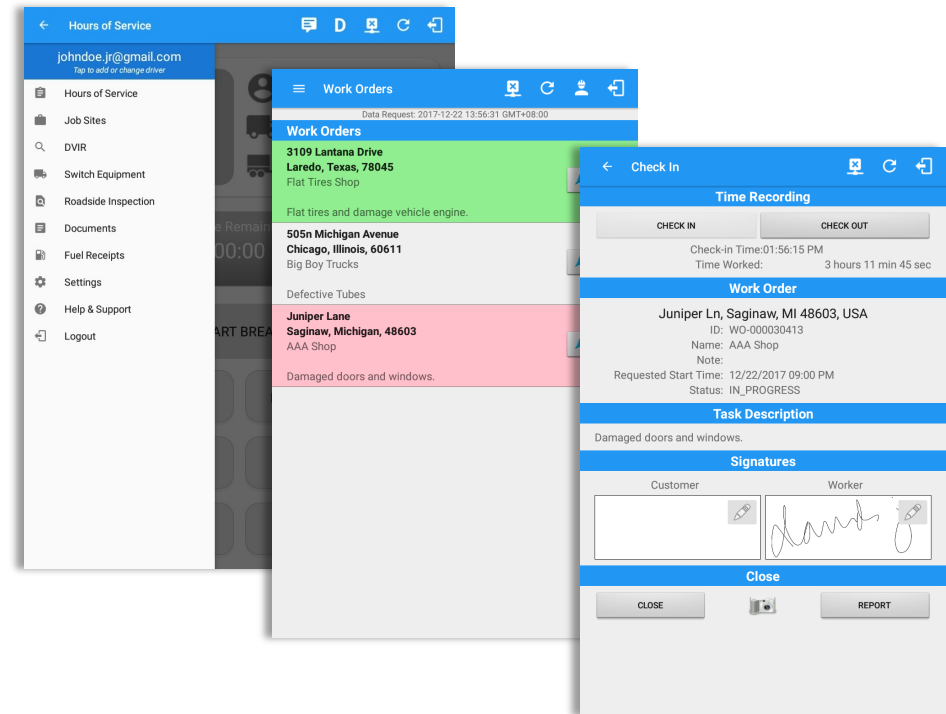 Hours of Service
D
johndoe.jr@gmail.com
Tap to add or change driver
Hours of Service
Job Sites
DVIR
Switch Equipment
Roadside Inspection
Documents
Fuel Receipts
Settings
Help & Support
Logout
00:00
Work Orders
Data Request: 2017-12-22 13:56:31 GMT+08:00
Work Orders
3109 Lantana Drive
Laredo, Texas, 78045
Flat Tires Shop
Flat tires and damage vehicle engine.
505n Michigan Avenue
Chicago, Illinois, 60611
Big Boy Trucks
Defective Tubes
Juniper Lane
Saginaw, Michigan, 48603
AAA Shop
Damaged doors and windows.
Check In
Time Recording
CHECK IN CHECK OUT
Check-in Time:01:56:15 PM
Time Worked: 3 hours 11 min 45 sec
Work Order
Juniper Ln, Saginaw, MI 48603, USA
ID: WO-000030413
Name: AAA Shop
Note:
Requested Start Time: 12/22/2017 09:00 PM
Status: IN_PROGRESS
Task Description
Damaged doors and windows.
Signatures
Customer Worker
Close
CLOSE REPORT